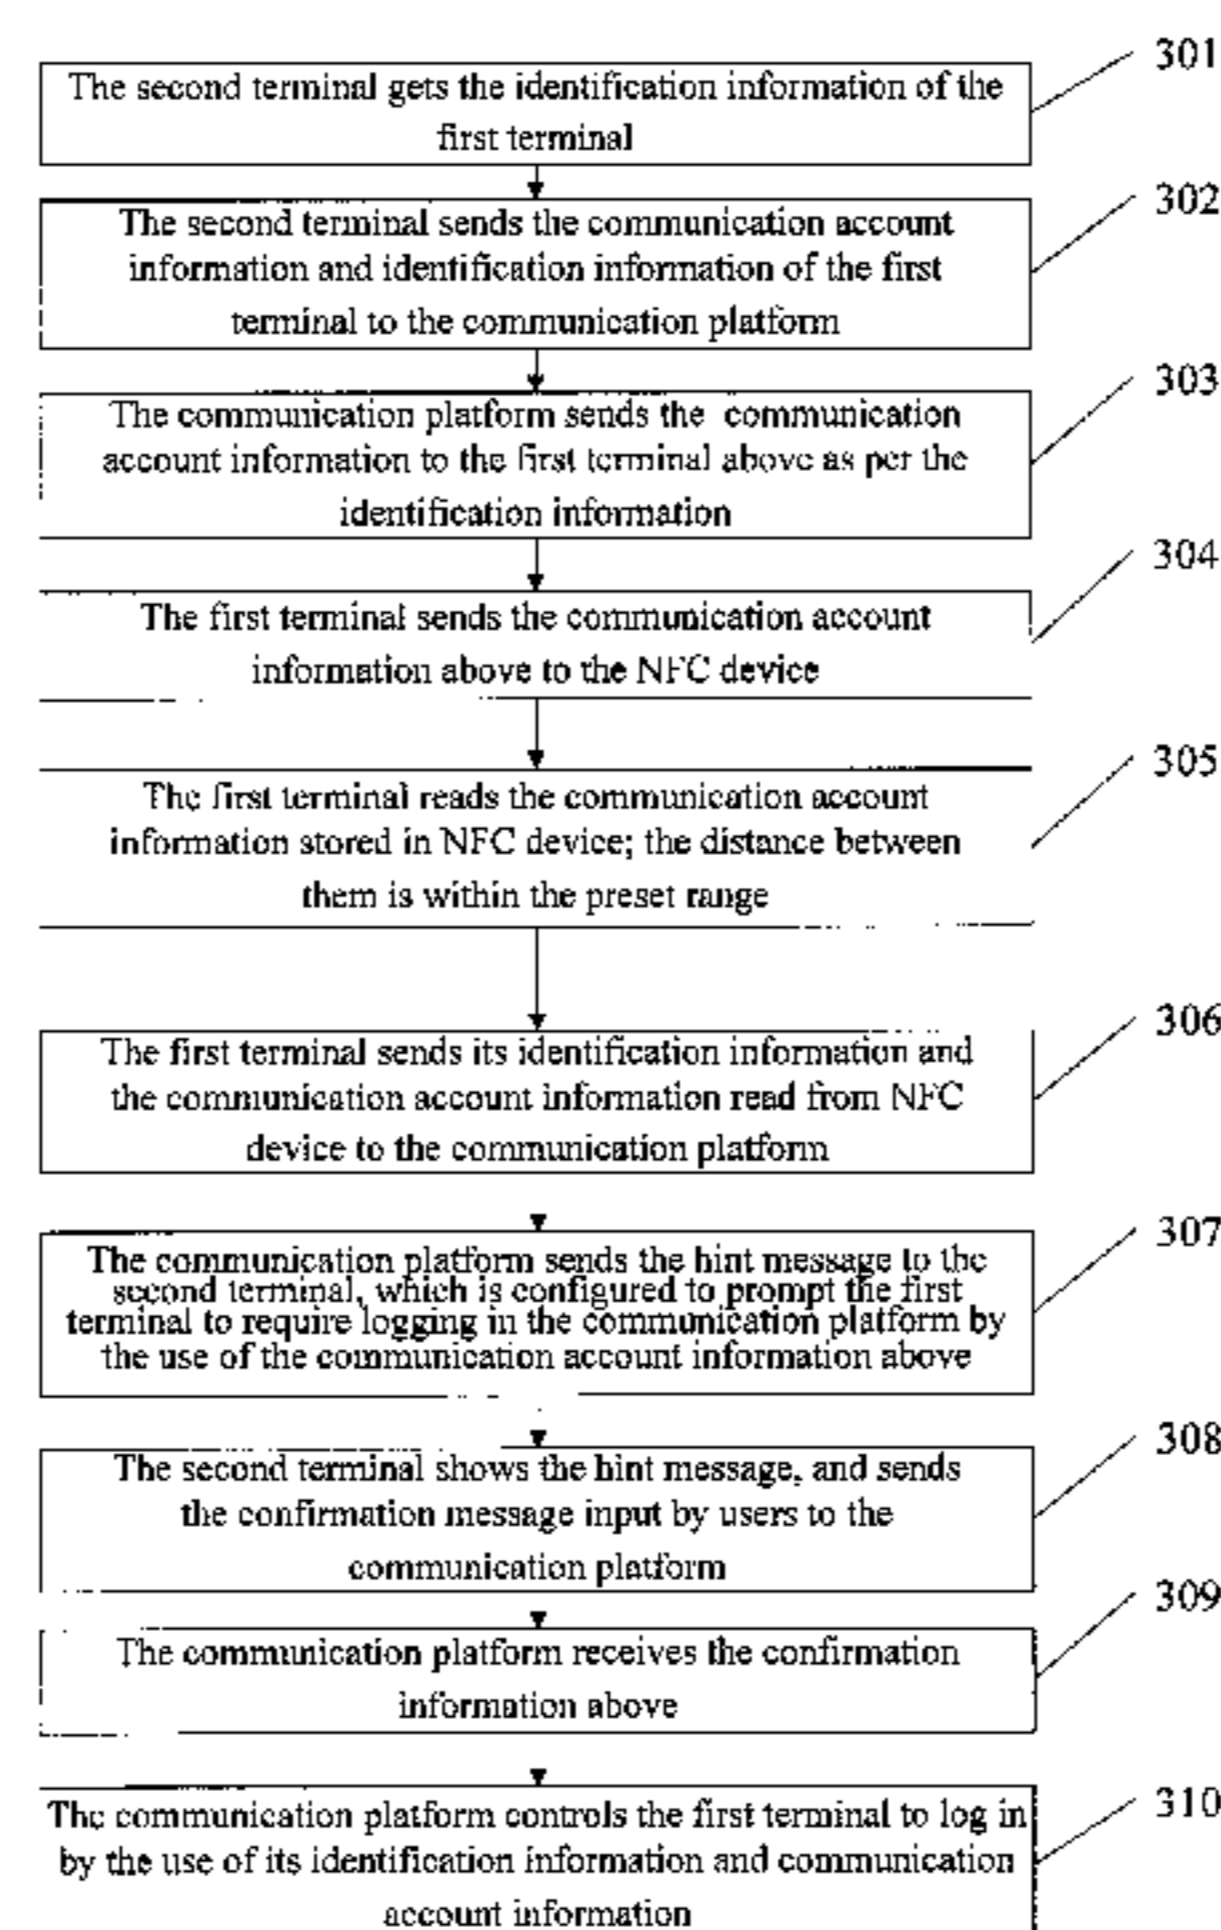 301
The second terminal gets the identification information of the
first terminal
302
The second terminal sends the communication account
information and identification information of the first
terminal to the communication platform
303
The communication platform sends the communication
account information to the first terminal above as per the
identification information
304
The first terminal sends the communication account
information above to the NFC device
305
The first terminal reads the communication account
information stored in NFC device; the distance between
them is within the preset range
306
The first terminal sends its identification information and
the communication account information read from NFC
device to the communication platform
307
The communication platform sends the hint message to the
second terminal, which is configured to prompt the first
terminal to require logging in the communication platform by
the use of the communication account information above
308
The second terminal shows the hint message, and sends
the confirmation message input by users to the
communication platform
309
The communication platform receives the confirmation
information above
310
The communication platform controls the first terminal to log in
by the use of its identification information and communication
account information